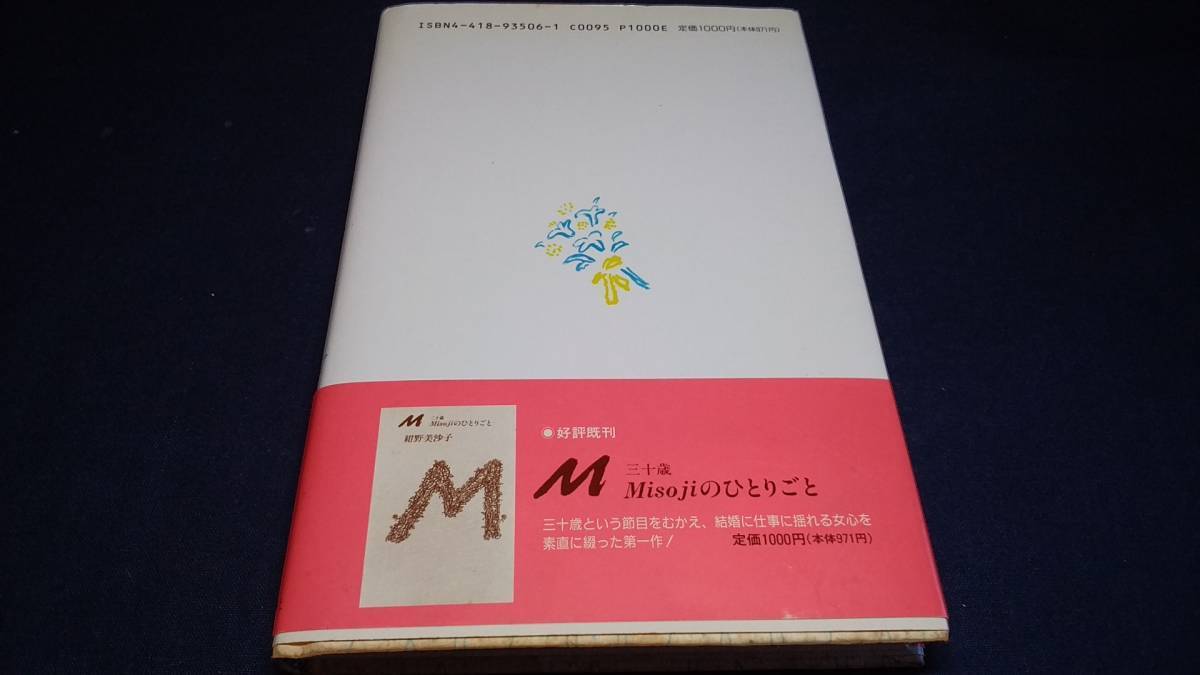 ISBN4-418-93506-1 C0095 P1000E 定価1000円(本体971円)
M 三十歳
Misojiのひとりごと
紺野美沙子
M
◉好評既刊
M 三十歳
Misojiのひとりごと
三十歳という節目をむかえ、結婚に仕事に揺れる女心を
素直に綴った第一作! 定価1000円(本体971円)